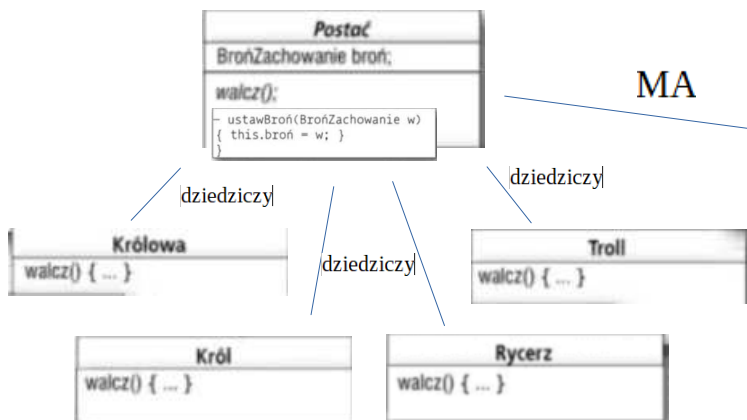 Postać
BrońZachowanie broń;
walcz();
– ustawBroń(BrońZachowanie w)
{ this.broń = w; }
}
MA
dziedziczy
dziedziczy
dziedziczy
Królowa
walcz() { ... }
Troll
walcz() { ... }
Król
walcz() { ... }
Rycerz
walcz() { ... }